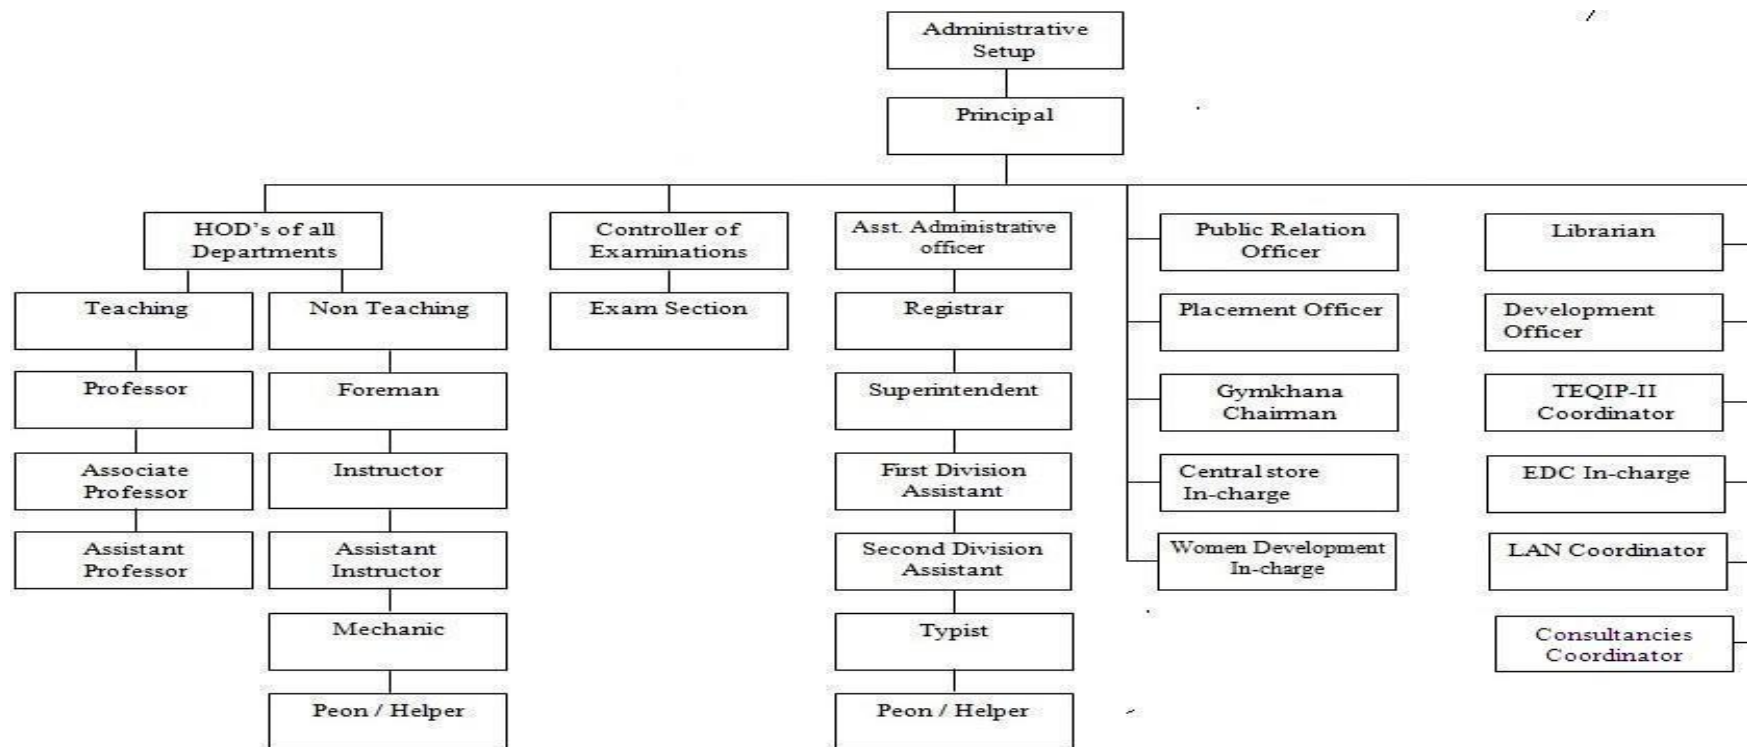 Administrative
Setup
Principal
HOD's of all
Departments
Controller of
Examinations
Asst. Administrative
officer
Public Relation
Officer
Librarian
Teaching
Non Teaching
Exam Section
Registrar
Placement Officer
Development
Officer
Professor
Foreman
Superintendent
Gymkhana
Chairman
TEQIP-II
Coordinator
Associate
Professor
Instructor
First Division
Assistant
Central store
In-charge
EDC In-charge
Assistant
Professor
Assistant
Instructor
Second Division
Assistant
Women Development
In-charge
LAN Coordinator
Mechanic
Typist
Consultancies
Coordinator
Peon / Helper
Peon / Helper